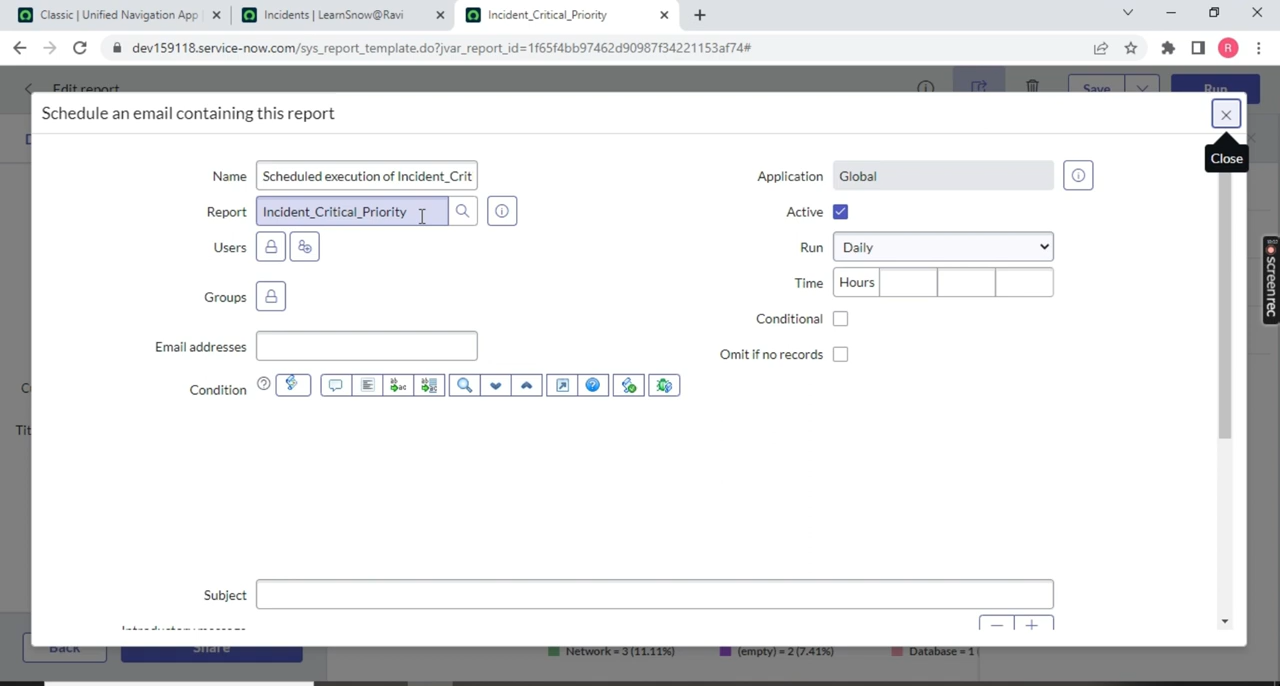 Classic | Unified Navigation App
Incidents | LearnSnow@Ravi
Incident_Critical_Priority
dev159118.service-now.com/sys_report_template.do?jvar_report_id=1f65f4bb97462d90987f34221153af74#
R
Edit report
Save
Run
Schedule an email containing this report
Close
Name
Scheduled execution of Incident_Crit
Application
Global
Report
Incident_Critical_Priority
Active
Users
Run
Daily
Time
Hours
Groups
Conditional
Email addresses
Omit if no records
Condition
screenrec
Subject
Introductory message
Back
Share
Network = 3 (11.11%)
(empty) = 2 (7.41%)
Database = 1 (